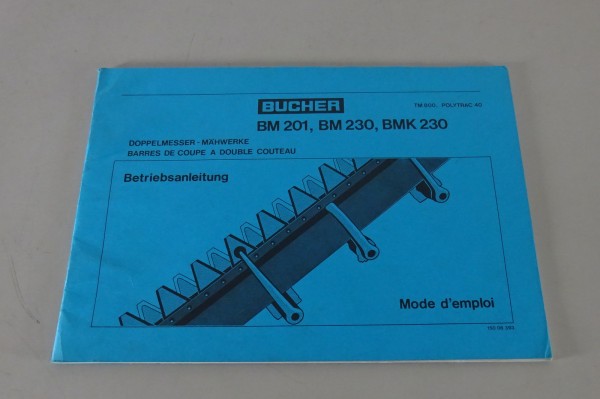 BUCHER
TM 800, POLYTRAC 40
BM 201, BM 230, BMK 230
DOPPELMESSER-MÄHWERKE
BARRES DE COUPE A DOUBLE COUTEAU
Betriebsanleitung
Mode d'emploi